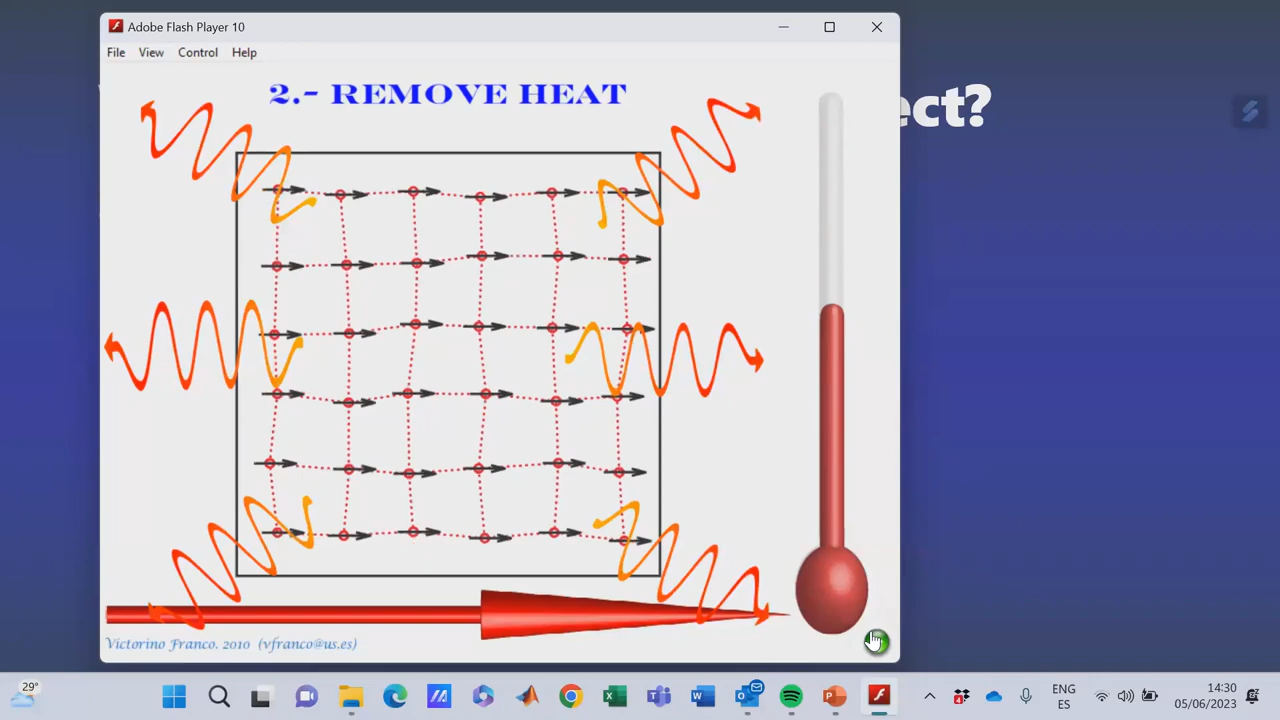 Adobe Flash Player 10
File View Control Help
ect?
2.- REMOVE HEAT
Victorino Franco. 2010 (vfranco@us.es)
29°
ENG
ES
14:30
05/06/2023
4